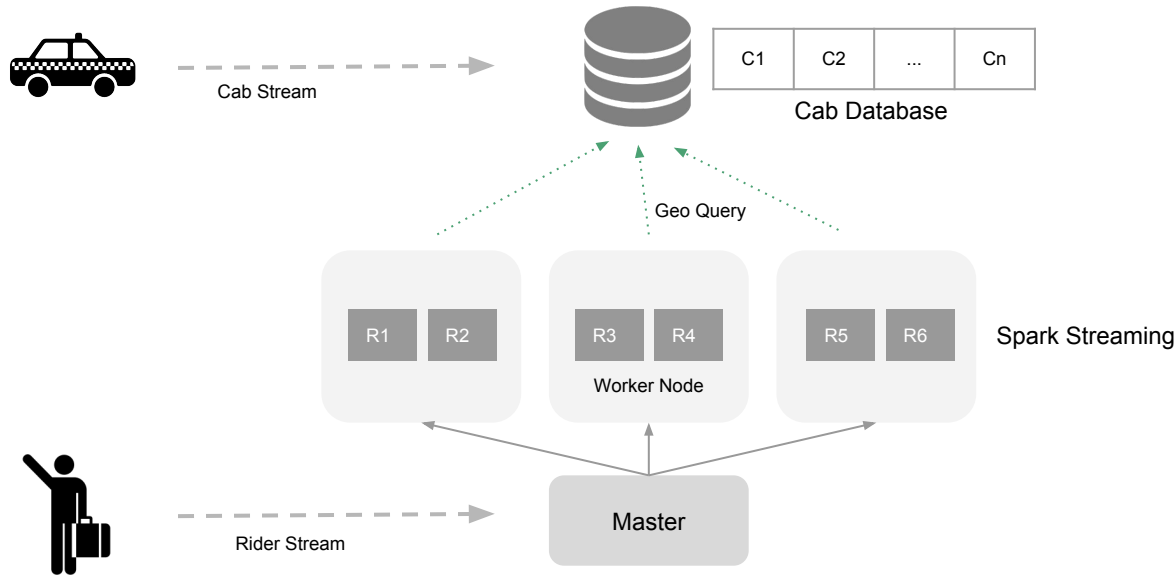 C1 C2 ... Cn
Cab Stream
Cab Database
Geo Query
R1 R2 R3 R4 R5 R6
Spark Streaming
Worker Node
Master
Rider Stream